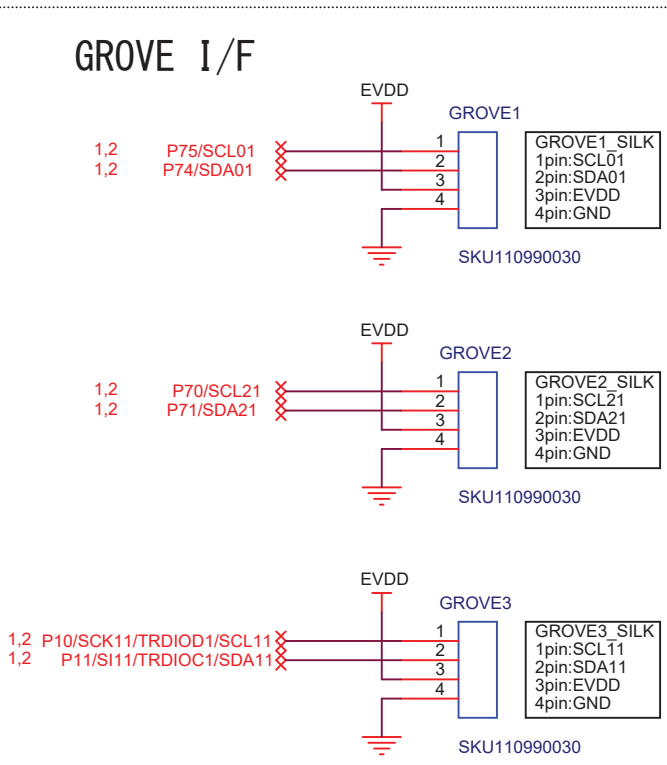 GROVE I/F
EVDD
GROVE1
1,2 P75/SCL01 1
1,2 P74/SDA01 2
3
4
GROVE1_SILK
1pin:SCL01
2pin:SDA01
3pin:EVDD
4pin:GND
SKU110990030
EVDD
GROVE2
1,2 P70/SCL21 1
1,2 P71/SDA21 2
3
4
GROVE2_SILK
1pin:SCL21
2pin:SDA21
3pin:EVDD
4pin:GND
SKU110990030
EVDD
GROVE3
1,2 P10/SCK11/TRDIOD1/SCL11 1
1,2 P11/SI11/TRDIOC1/SDA11 2
3
4
GROVE3_SILK
1pin:SCL11
2pin:SDA11
3pin:EVDD
4pin:GND
SKU110990030